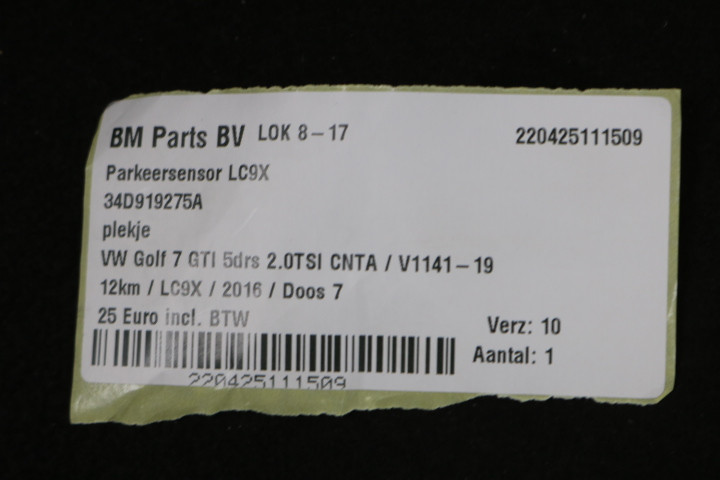 BM Parts BV LOK 8-17 220425111509
Parkeersensor LC9X
34D919275A
plekje
VW Golf 7 GTI 5drs 2.0TSI CNTA / V1141-19
12km / LC9X / 2016 / Doos 7
25 Euro incl. BTW
Verz: 10
Aantal: 1
220425111509